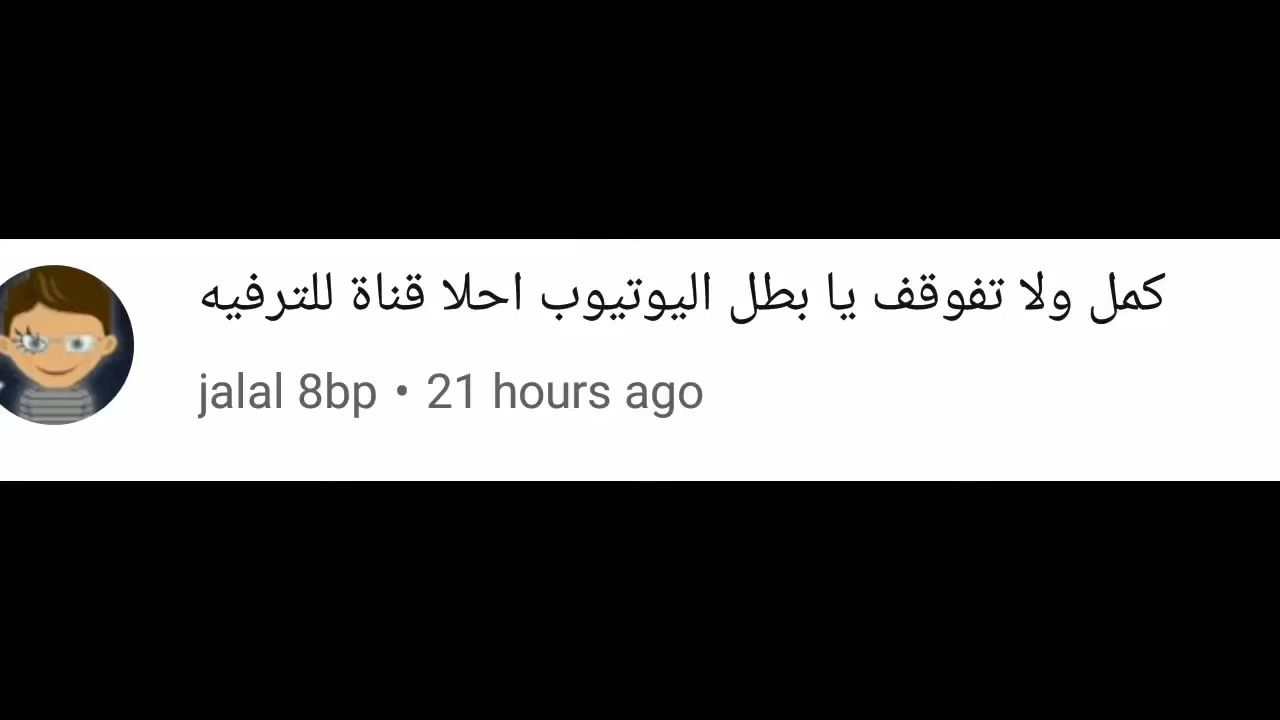 كمل ولا تفوقف يا بطل اليوتيوب احلا قناة للترفيه
jalal 8bp • 21 hours ago